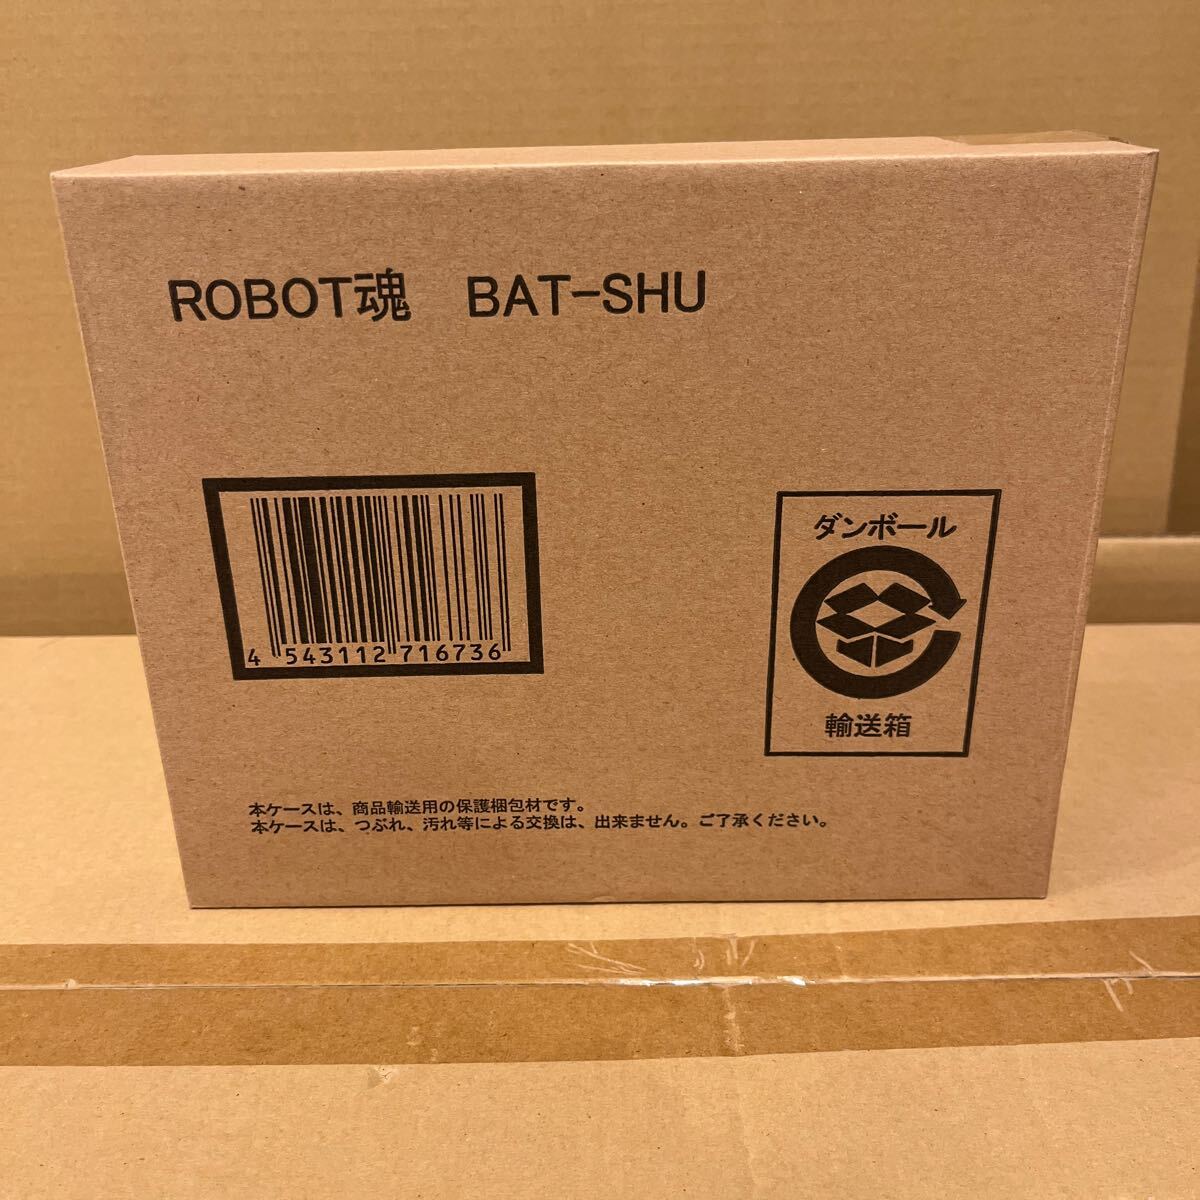 ROBOT魂　BAT-SHU
4 543112 716736
ダンボール
輸送箱
本ケースは、商品輸送用の保護梱包材です。
本ケースは、つぶれ、汚れ等による交換は、出来ません。ご了承ください。